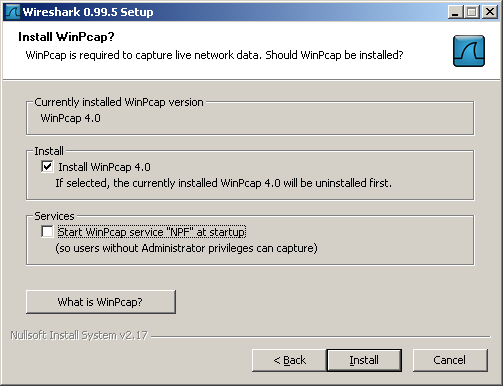 Wireshark 0.99.5 Setup
Install WinPcap?
WinPcap is required to capture live network data. Should WinPcap be installed?
Currently installed WinPcap version
WinPcap 4.0
Install
Install WinPcap 4.0
If selected, the currently installed WinPcap 4.0 will be uninstalled first.
Services
Start WinPcap service "NPF" at startup
(so users without Administrator privileges can capture)
What is WinPcap?
Nullsoft Install System v2.17
< Back
Install
Cancel